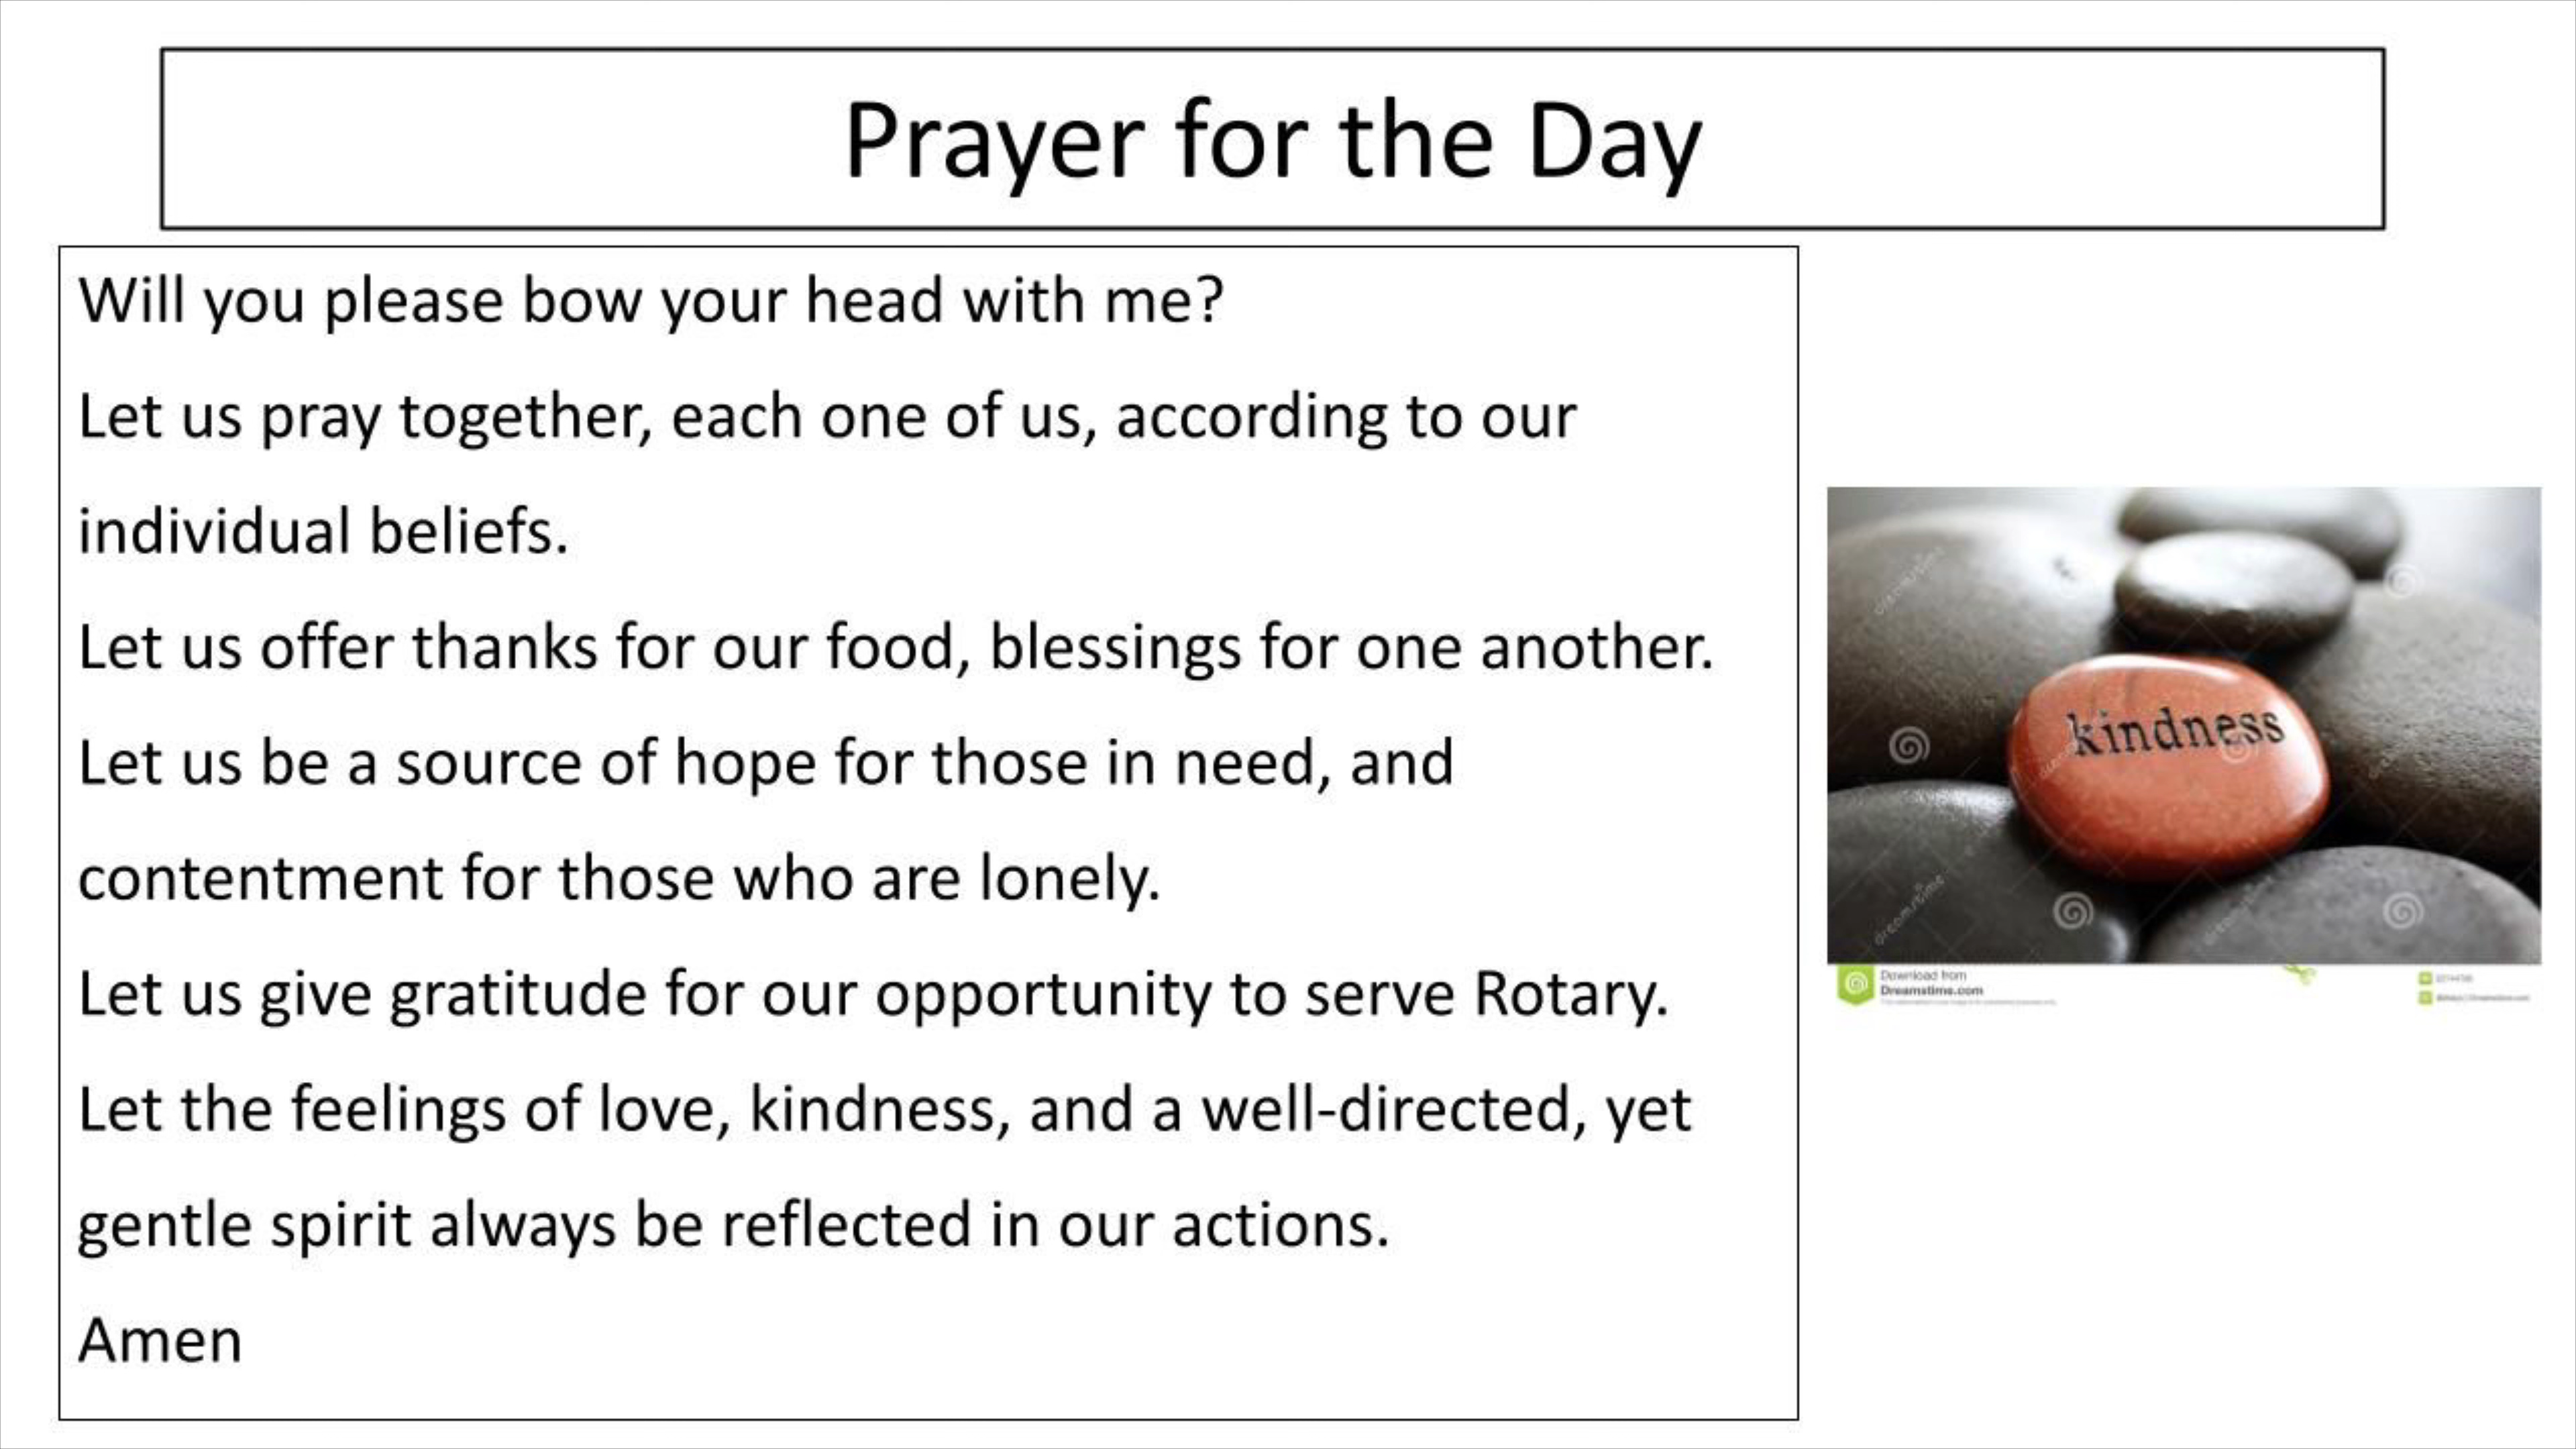 Prayer for the Day
Will you please bow your head with me?
Let us pray together, each one of us, according to our
individual beliefs.
Let us offer thanks for our food, blessings for one another.
Let us be a source of hope for those in need, and
contentment for those who are lonely.
Let us give gratitude for our opportunity to serve Rotary.
Let the feelings of love, kindness, and a well-directed, yet
gentle spirit always be reflected in our actions.
Amen
kindness
dreamstime
dreamstime
Download from
Dreamstime.com